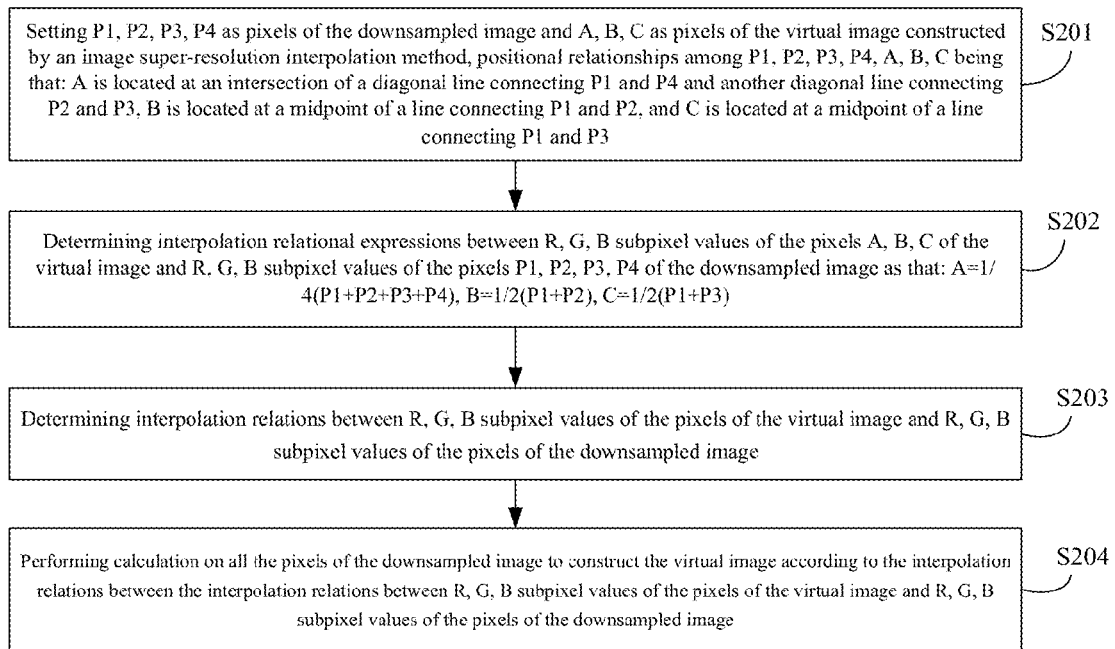 Setting P1, P2, P3, P4 as pixels of the downsampled image and A, B, C as pixels of the virtual image constructed
by an image super-resolution interpolation method, positional relationships among P1, P2, P3, P4, A, B, C being
that: A is located at an intersection of a diagonal line connecting P1 and P4 and another diagonal line connecting
P2 and P3, B is located at a midpoint of a line connecting P1 and P2, and C is located at a midpoint of a line
connecting P1 and P3
S201
Determining interpolation relational expressions between R, G, B subpixel values of the pixels A, B, C of the
virtual image and R, G, B subpixel values of the pixels P1, P2, P3, P4 of the downsampled image as that: A=1/
4(P1+P2+P3+P4), B=1/2(P1+P2), C=1/2(P1+P3)
S202
Determining interpolation relations between R, G, B subpixel values of the pixels of the virtual image and R, G, B
subpixel values of the pixels of the downsampled image
S203
Performing calculation on all the pixels of the downsampled image to construct the virtual image according to the interpolation
relations between the interpolation relations between R, G, B subpixel values of the pixels of the virtual image and R, G, B
subpixel values of the pixels of the downsampled image
S204